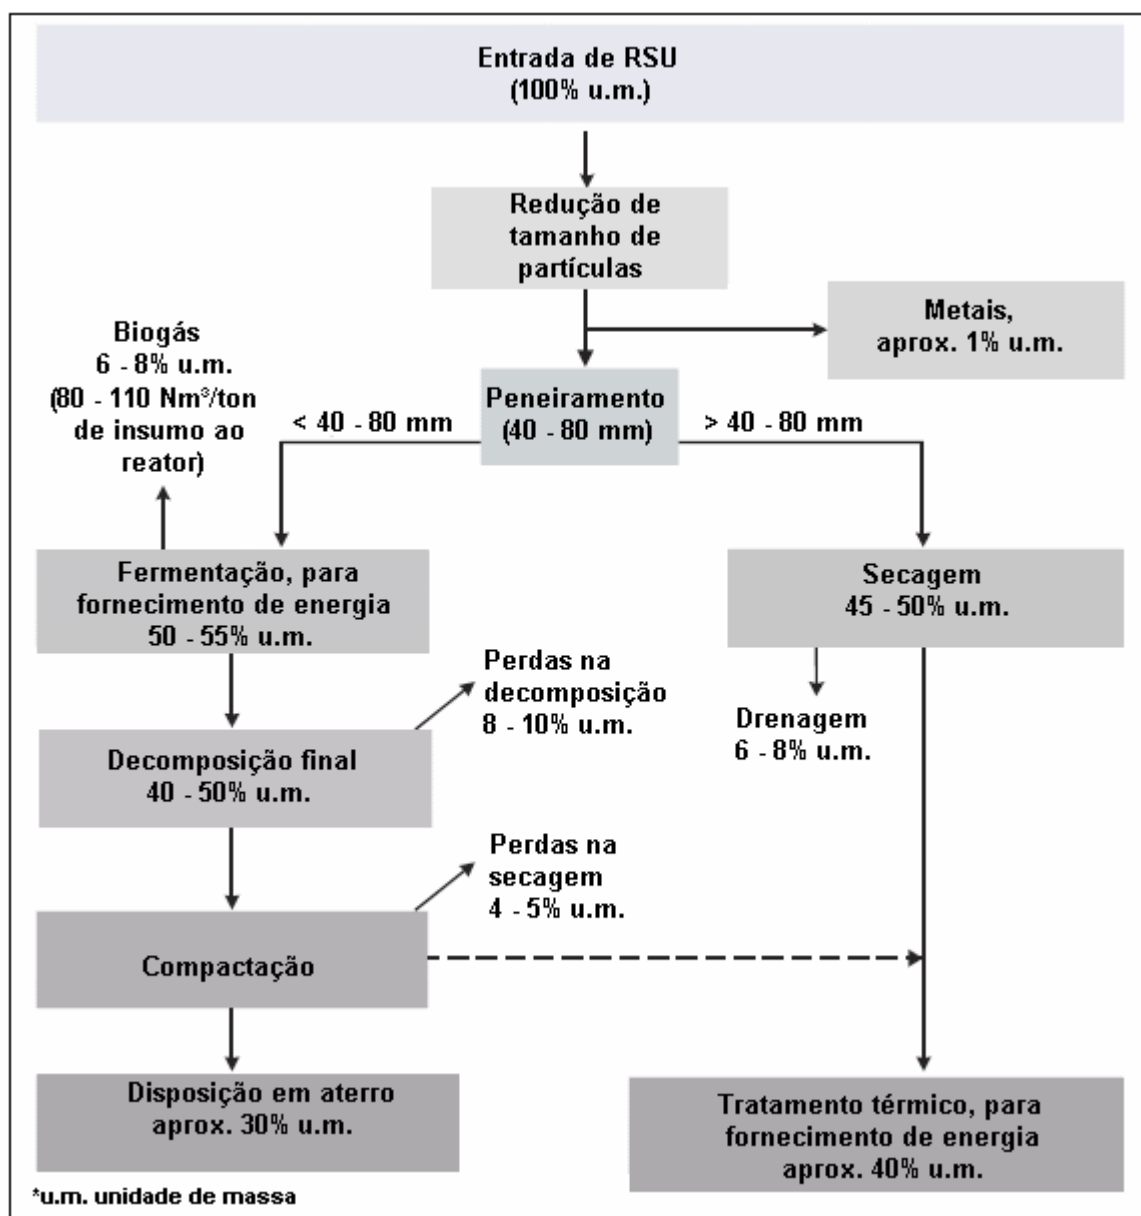 Entrada de RSU
(100% u.m.)
Redução de
tamanho de
partículas
Metais,
aprox. 1% u.m.
Biogás
6 - 8% u.m.
(80 - 110 Nm³/ton
de insumo ao
reator)
< 40 - 80 mm
Peneiramento
(40 - 80 mm)
> 40 - 80 mm
Fermentação, para
fornecimento de energia
50 - 55% u.m.
Secagem
45 - 50% u.m.
Perdas na
decomposição
8 - 10% u.m.
Drenagem
6 - 8% u.m.
Decomposição final
40 - 50% u.m.
Perdas na
secagem
4 - 5% u.m.
Compactação
Disposição em aterro
aprox. 30% u.m.
Tratamento térmico, para
fornecimento de energia
aprox. 40% u.m.
*u.m. unidade de massa